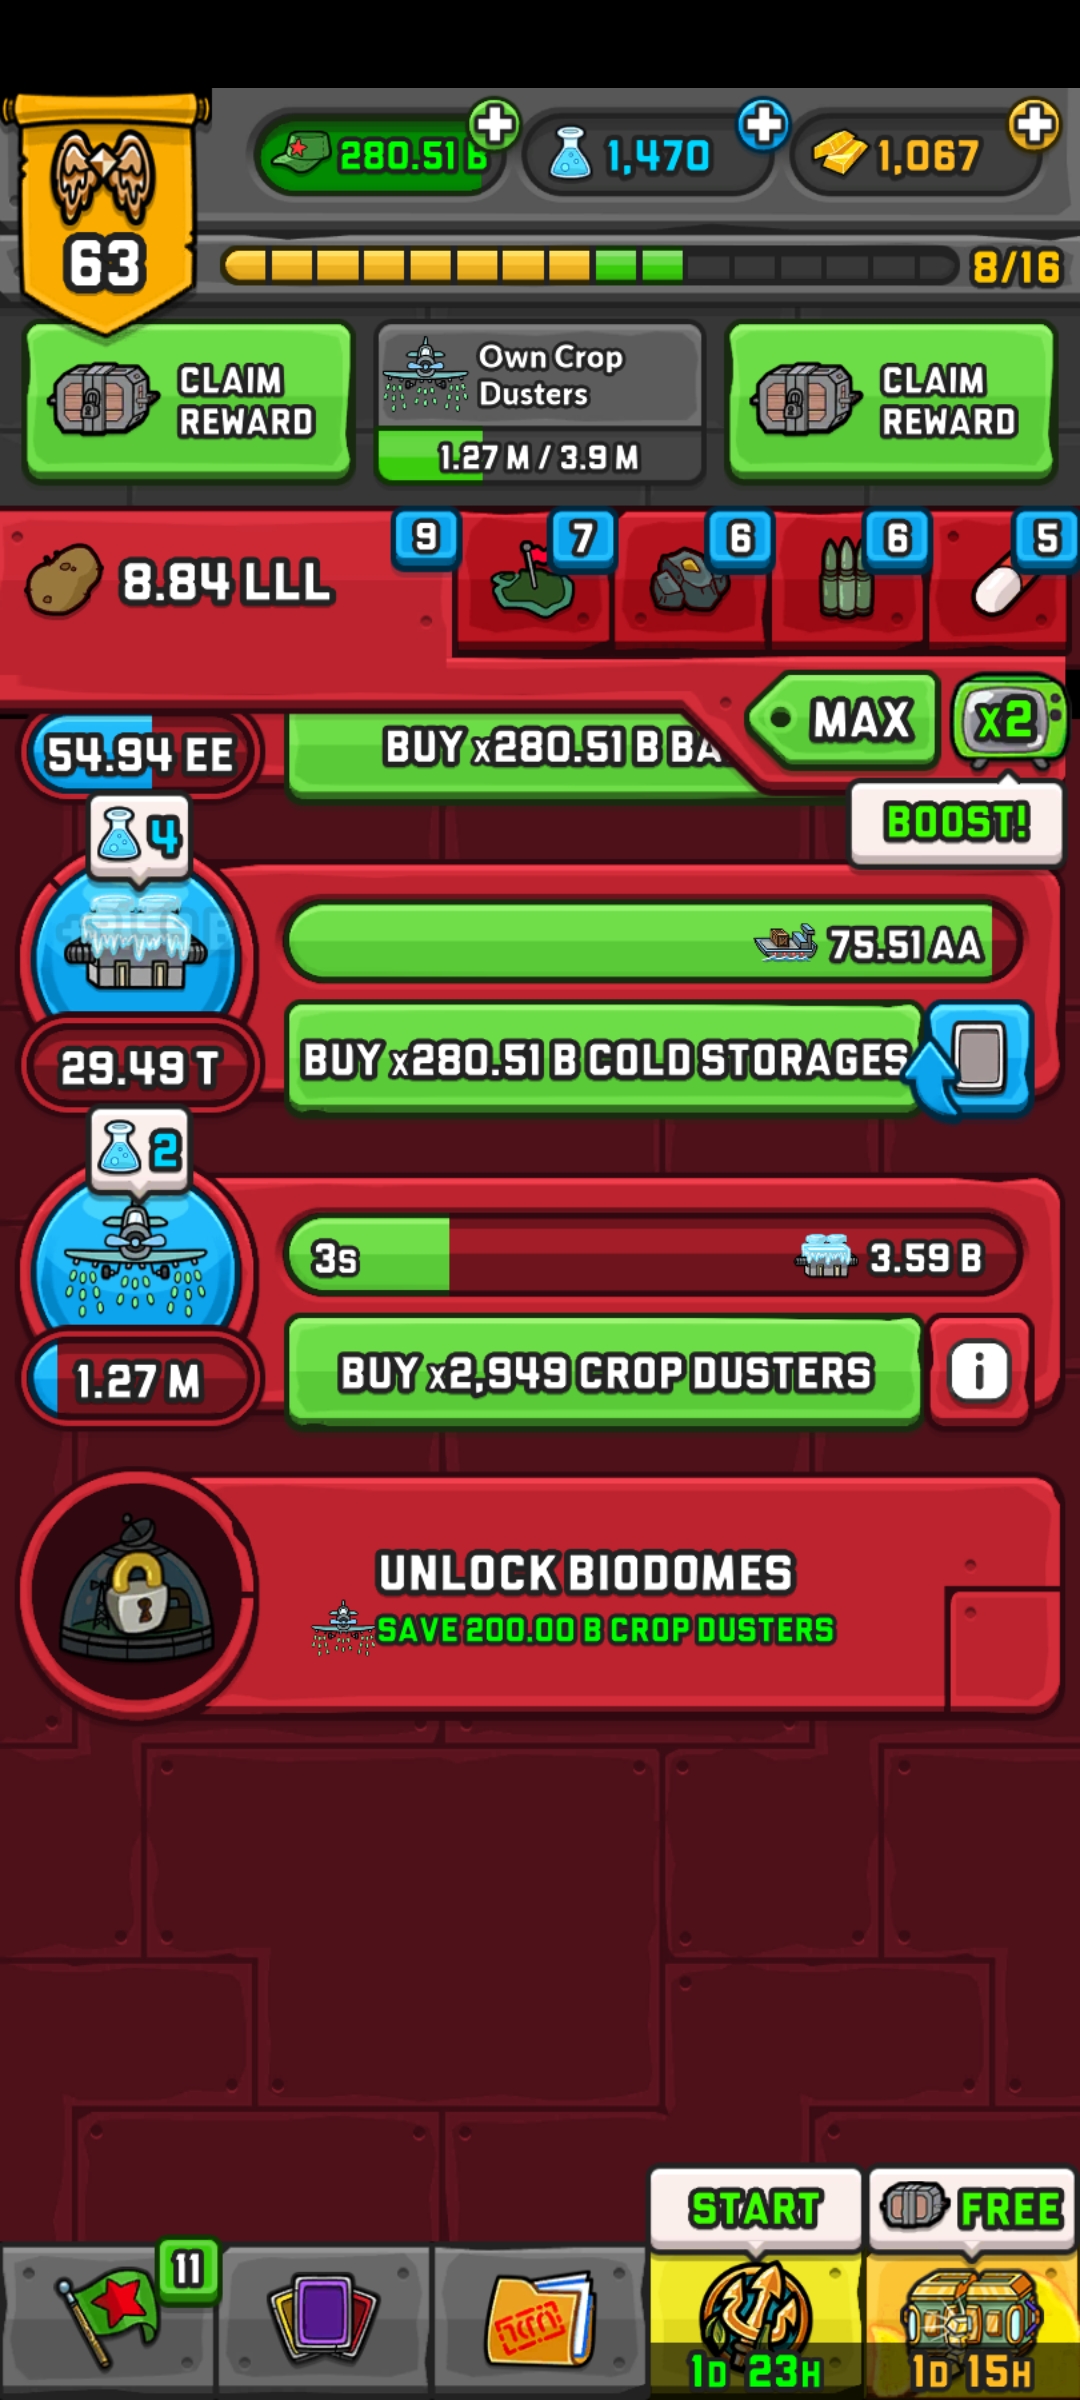 280.51 B
1,470
1,067
63
8/16
CLAIM
REWARD
Own Crop
Dusters
1.27 M / 3.9 M
CLAIM
REWARD
8.84 LLL
9
7
6
6
5
MAX
x2
BOOST!
54.94 EE
BUY x280.51 B BA
4
75.51 AA
29.49 T
BUY x280.51 B COLD STORAGES
2
3s
3.59 B
1.27 M
BUY x2,949 CROP DUSTERS
i
UNLOCK BIODOMES
SAVE 200.00 B CROP DUSTERS
START
FREE
11
1D 23H
1D 15H